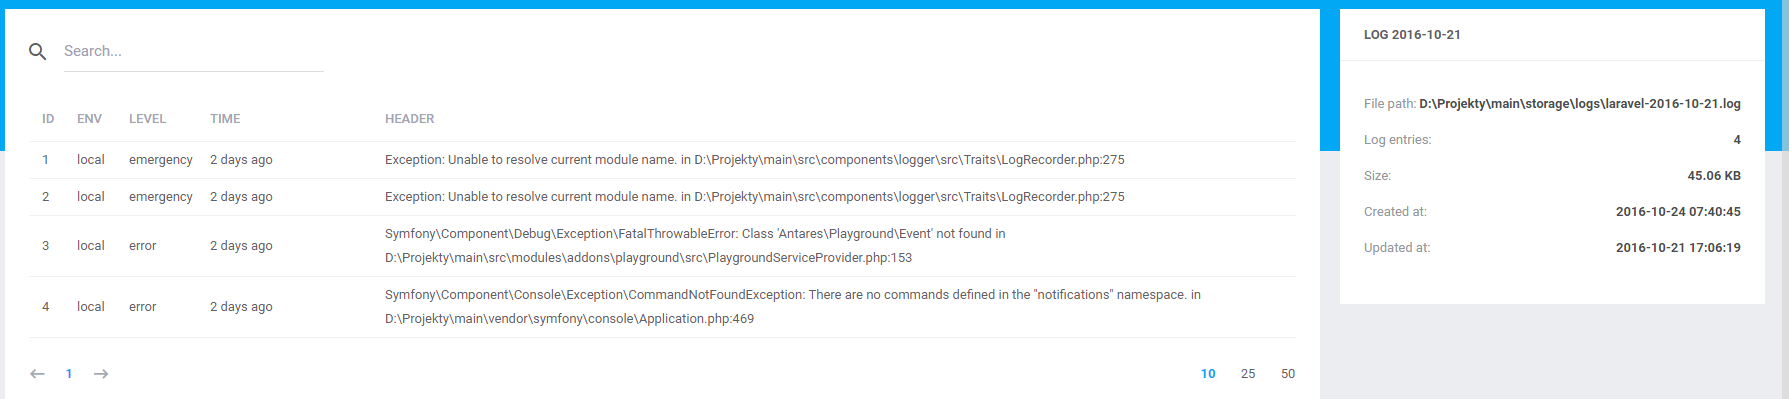 Search...
ID ENV LEVEL TIME HEADER
1 local emergency 2 days ago Exception: Unable to resolve current module name. in D:\Projekty\main\src\components\logger\src\Traits\LogRecorder.php:275
2 local emergency 2 days ago Exception: Unable to resolve current module name. in D:\Projekty\main\src\components\logger\src\Traits\LogRecorder.php:275
3 local error 2 days ago Symfony\Component\Debug\Exception\FatalThrowableError: Class 'Antares\Playground\Event' not found in
D:\Projekty\main\src\modules\addons\playground\src\PlaygroundServiceProvider.php:153
4 local error 2 days ago Symfony\Component\Console\Exception\CommandNotFoundException: There are no commands defined in the "notifications" namespace. in
D:\Projekty\main\vendor\symfony\console\Application.php:469
1
10 25 50
LOG 2016-10-21
File path: D:\Projekty\main\storage\logs\laravel-2016-10-21.log
Log entries: 4
Size: 45.06 KB
Created at: 2016-10-24 07:40:45
Updated at: 2016-10-21 17:06:19